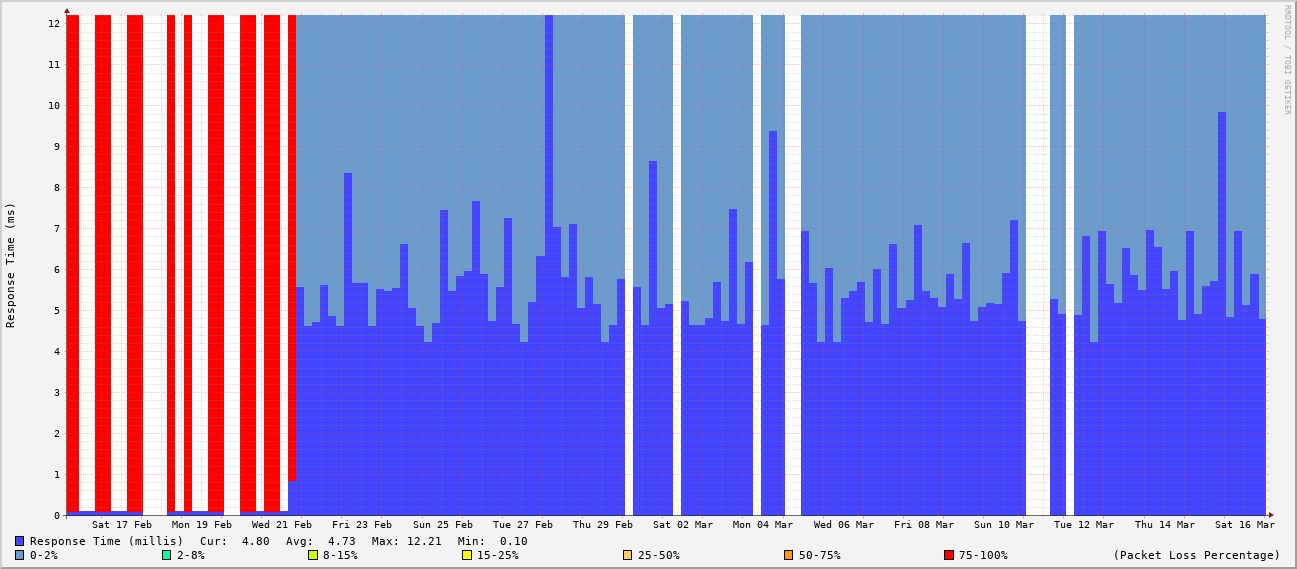 RRDTOOL / TOBI OETIKER
Response Time (ms)
12
11
10
9
8
7
6
5
4
3
2
1
0
Sat 17 Feb Mon 19 Feb Wed 21 Feb Fri 23 Feb Sun 25 Feb Tue 27 Feb Thu 29 Feb Sat 02 Mar Mon 04 Mar Wed 06 Mar Fri 08 Mar Sun 10 Mar Tue 12 Mar Thu 14 Mar Sat 16 Mar
Response Time (millis) Cur: 4.80 Avg: 4.73 Max: 12.21 Min: 0.10
0-2% 2-8% 8-15% 15-25% 25-50% 50-75% 75-100% (Packet Loss Percentage)